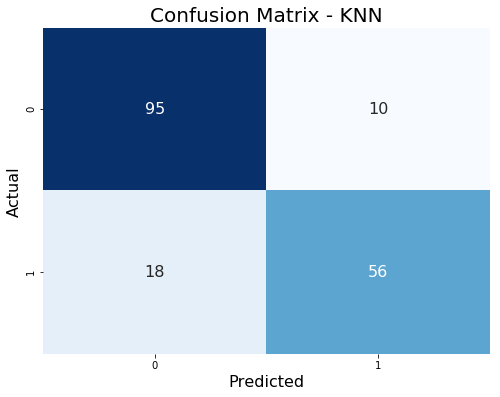 Confusion Matrix - KNN
Actual
0
95
10
1
18
56
0
1
Predicted